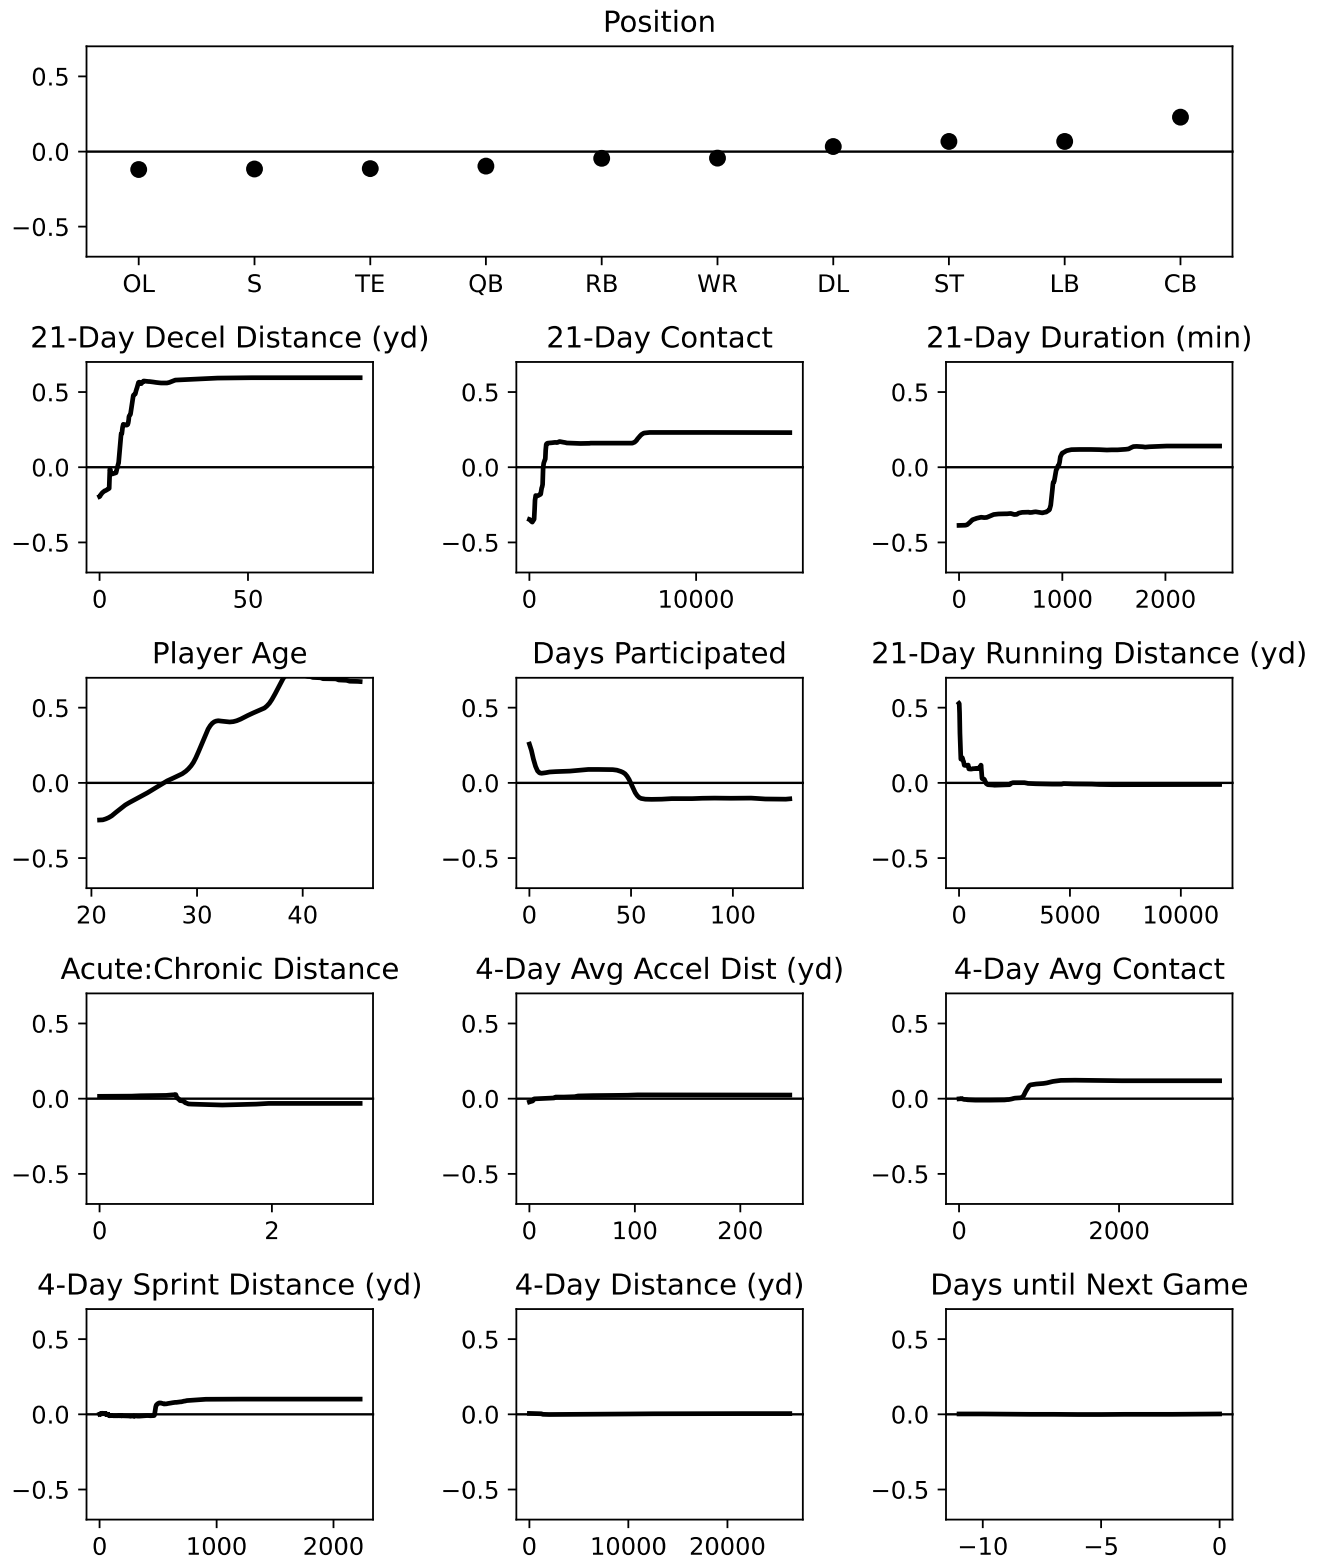 Position
0.5
0.0
−0.5
OL S TE QB RB WR DL ST LB CB
21-Day Decel Distance (yd) 21-Day Contact 21-Day Duration (min)
0.5 0.5 0.5
0.0 0.0 0.0
−0.5 −0.5 −0.5
0 50 0 10000 0 1000 2000
Player Age Days Participated 21-Day Running Distance (yd)
0.5 0.5 0.5
0.0 0.0 0.0
−0.5 −0.5 −0.5
20 30 40 0 50 100 0 5000 10000
Acute:Chronic Distance 4-Day Avg Accel Dist (yd) 4-Day Avg Contact
0.5 0.5 0.5
0.0 0.0 0.0
−0.5 −0.5 −0.5
0 2 0 100 200 0 2000
4-Day Sprint Distance (yd) 4-Day Distance (yd) Days until Next Game
0.5 0.5 0.5
0.0 0.0 0.0
−0.5 −0.5 −0.5
0 1000 2000 0 10000 20000 −10 −5 0